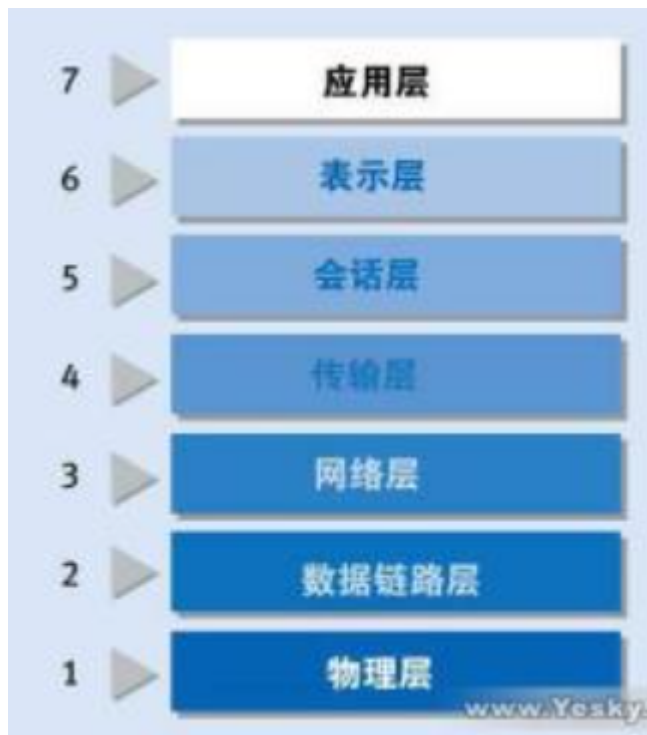 7 应用层
6 表示层
5 会话层
4 传输层
3 网络层
2 数据链路层
1 物理层
www.Yesky.